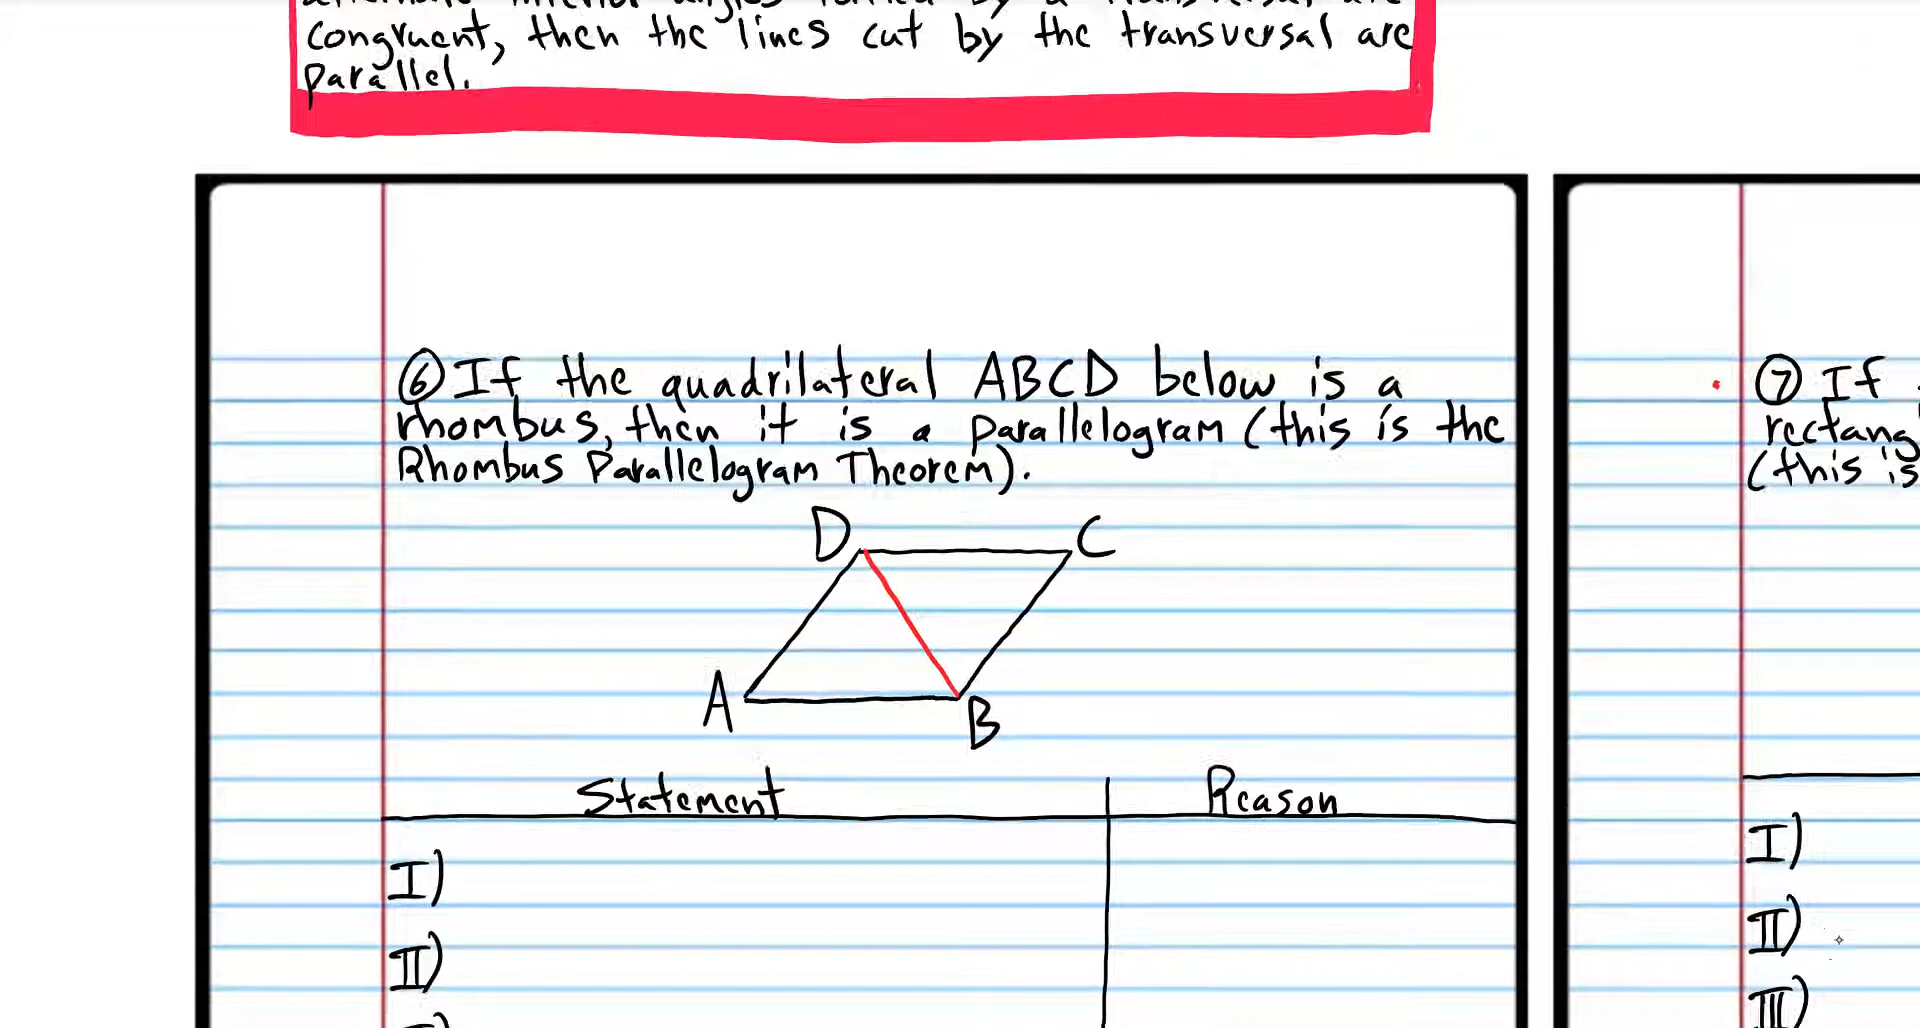 congruent, then the lines cut by the transversal are
parallel.
⑥ If the quadrilateral ABCD below is a
rhombus, then it is a parallelogram (this is the
Rhombus Parallelogram Theorem).
D C
A B
Statement Reason
I)
II)
⑦ If
rectang
(this is
I)
II)
III)